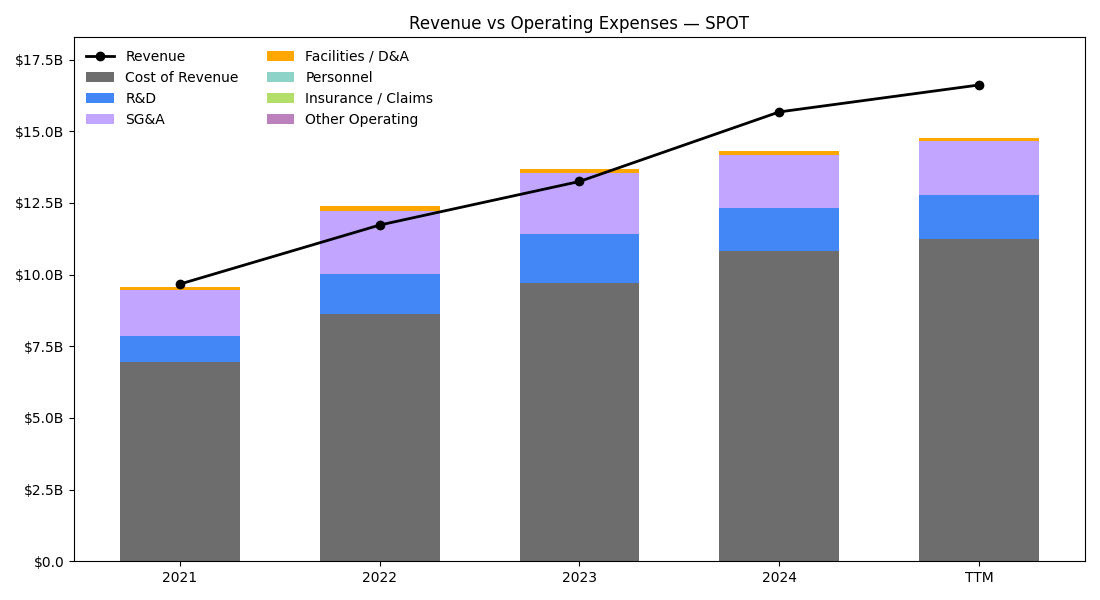 Revenue vs Operating Expenses — SPOT
$17.5B
$15.0B
$12.5B
$10.0B
$7.5B
$5.0B
$2.5B
$0.0
Revenue
Cost of Revenue
R&D
SG&A
Facilities / D&A
Personnel
Insurance / Claims
Other Operating
2021
2022
2023
2024
TTM